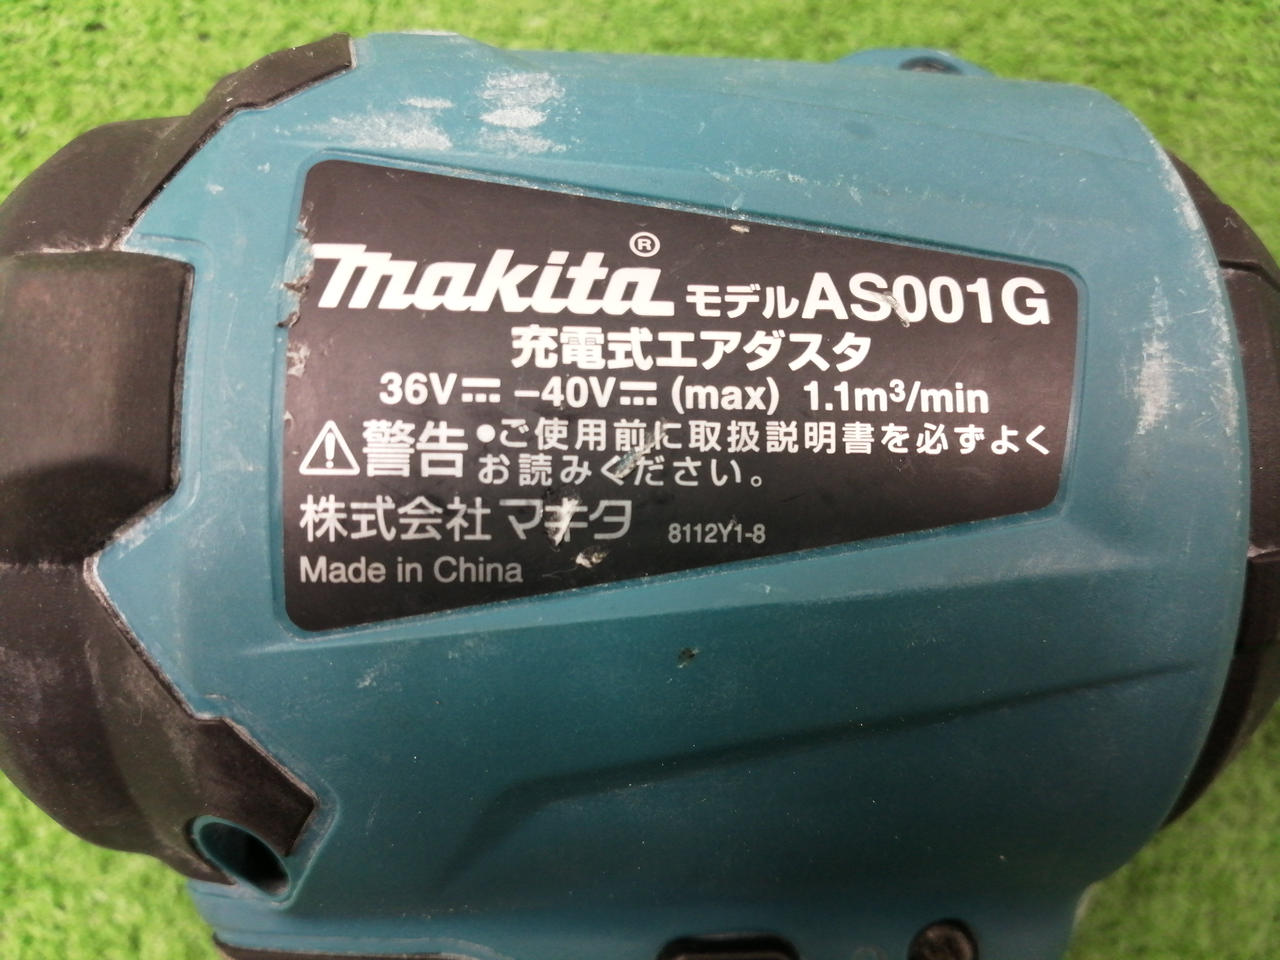 makita® モデルAS001G
充電式エアダスタ
36V⎓ –40V⎓ (max) 1.1m³/min
⚠警告 ●ご使用前に取扱説明書を必ずよく
お読みください。
株式会社マキタ 8112Y1-8
Made in China